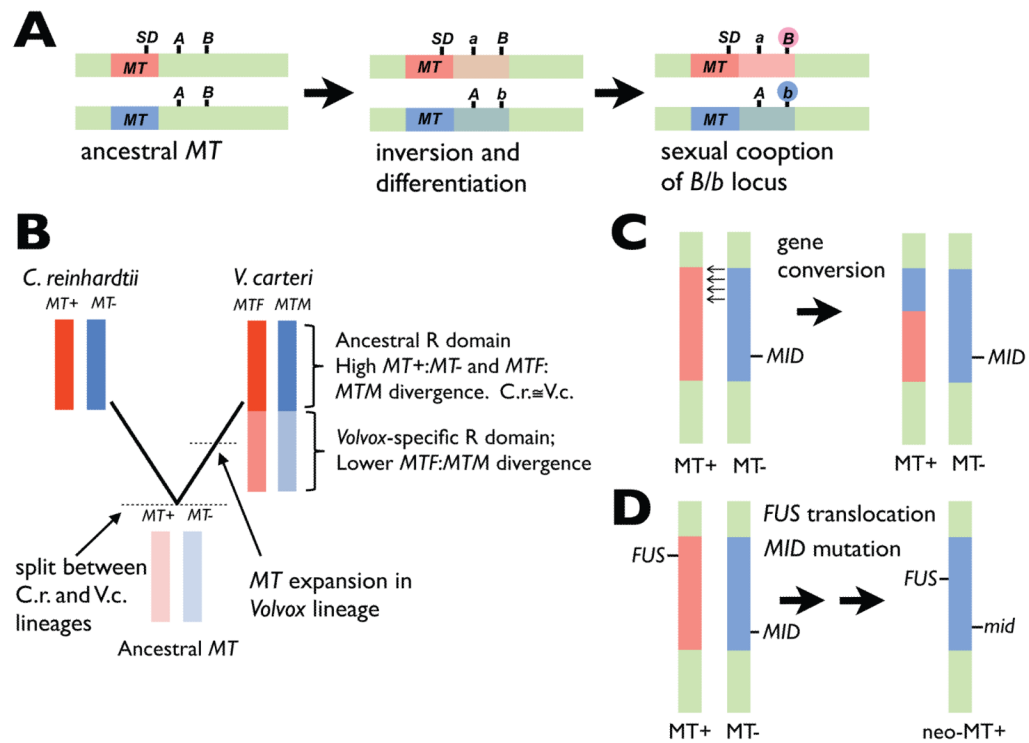 A
SD A B
MT
A B
MT
ancestral MT
SD a B
MT
A b
MT
inversion and
differentiation
SD a B
MT
A b
MT
sexual cooption
of B/b locus
B
C. reinhardtii
MT+ MT-
V. carteri
MTF MTM
Ancestral R domain
High MT+:MT- and MTF:
MTM divergence. C.r.≅V.c.
Volvox-specific R domain;
Lower MTF:MTM divergence
MT+ MT-
split between
C.r. and V.c.
lineages
MT expansion in
Volvox lineage
Ancestral MT
C
gene
conversion
MID
MID
MT+ MT-
MT+ MT-
D
FUS translocation
MID mutation
FUS
MID
FUS
mid
MT+ MT-
neo-MT+